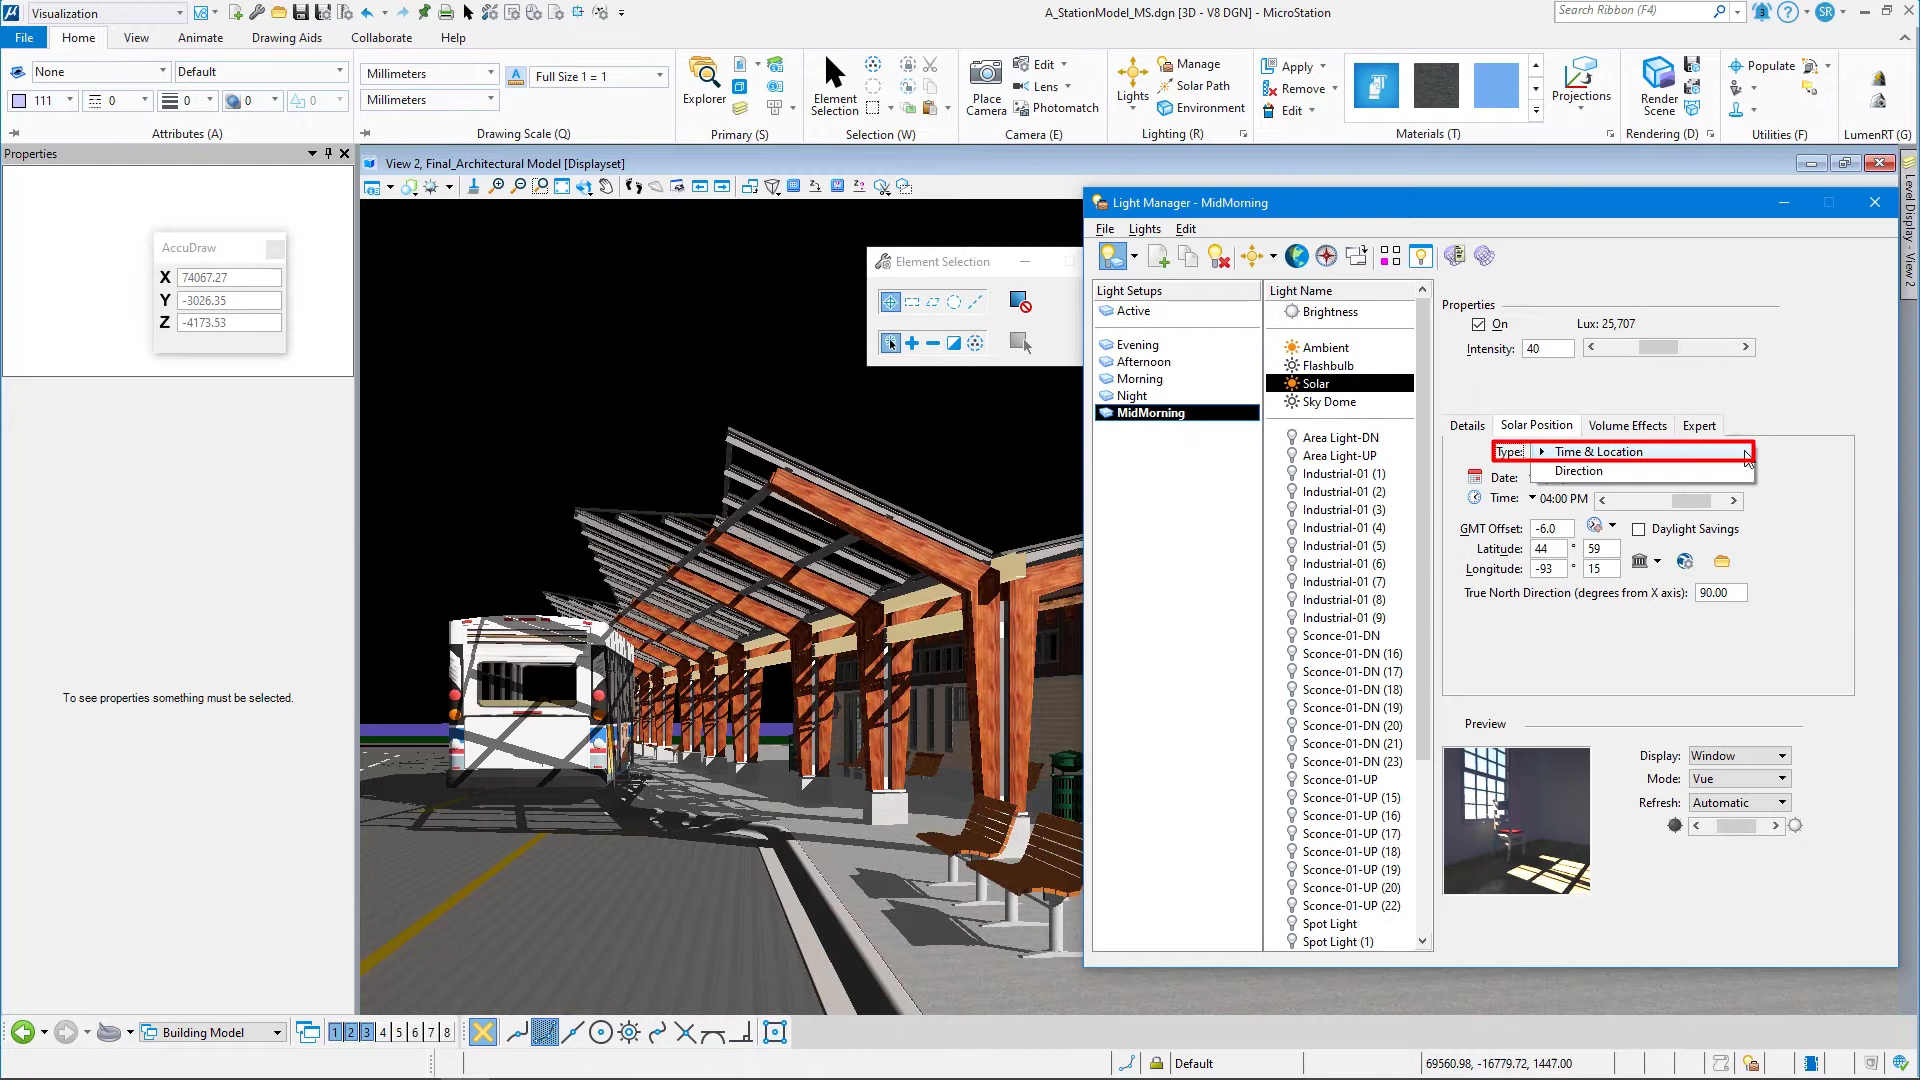 Visualization
A_StationModel_MS.dgn [3D - V8 DGN] - MicroStation
Search Ribbon (F4)
3
SR
File Home View Animate Drawing Aids Collaborate Help
None
Default
111
0
0
0
0
Attributes (A)
Millimeters
Full Size 1 = 1
Millimeters
Drawing Scale (Q)
Explorer
Primary (S)
Element
Selection
Selection (W)
Place
Camera
Edit
Lens
Photomatch
Camera (E)
Lights
Manage
Solar Path
Environment
Lighting (R)
Apply
Remove
Edit
Materials (T)
Projections
Render
Scene
Rendering (D)
Populate
Utilities (F)
LumenRT (G)
Properties
View 2, Final_Architectural Model [Displayset]
Level Display - View 2
AccuDraw
X 74067.27
Y -3026.35
Z -4173.53
To see properties something must be selected.
Element Selection
Light Manager - MidMorning
File Lights Edit
Light Setups
Active
Evening
Afternoon
Morning
Night
MidMorning
Light Name
Brightness
Ambient
Flashbulb
Solar
Sky Dome
Area Light-DN
Area Light-UP
Industrial-01 (1)
Industrial-01 (2)
Industrial-01 (3)
Industrial-01 (4)
Industrial-01 (5)
Industrial-01 (6)
Industrial-01 (7)
Industrial-01 (8)
Industrial-01 (9)
Sconce-01-DN
Sconce-01-DN (16)
Sconce-01-DN (17)
Sconce-01-DN (18)
Sconce-01-DN (19)
Sconce-01-DN (20)
Sconce-01-DN (21)
Sconce-01-DN (23)
Sconce-01-UP
Sconce-01-UP (15)
Sconce-01-UP (16)
Sconce-01-UP (17)
Sconce-01-UP (18)
Sconce-01-UP (19)
Sconce-01-UP (20)
Sconce-01-UP (22)
Spot Light
Spot Light (1)
Properties
On
Lux: 25,707
Intensity: 40
Details Solar Position Volume Effects Expert
Type: Time & Location
Direction
Date:
Time: 04:00 PM
GMT Offset: -6.0
Daylight Savings
Latitude: 44 ° 59
Longitude: -93 ° 15
True North Direction (degrees from X axis): 90.00
Preview
Display: Window
Mode: Vue
Refresh: Automatic
Building Model
1 2 3 4 5 6 7 8
Default
69560.98, -16779.72, 1447.00